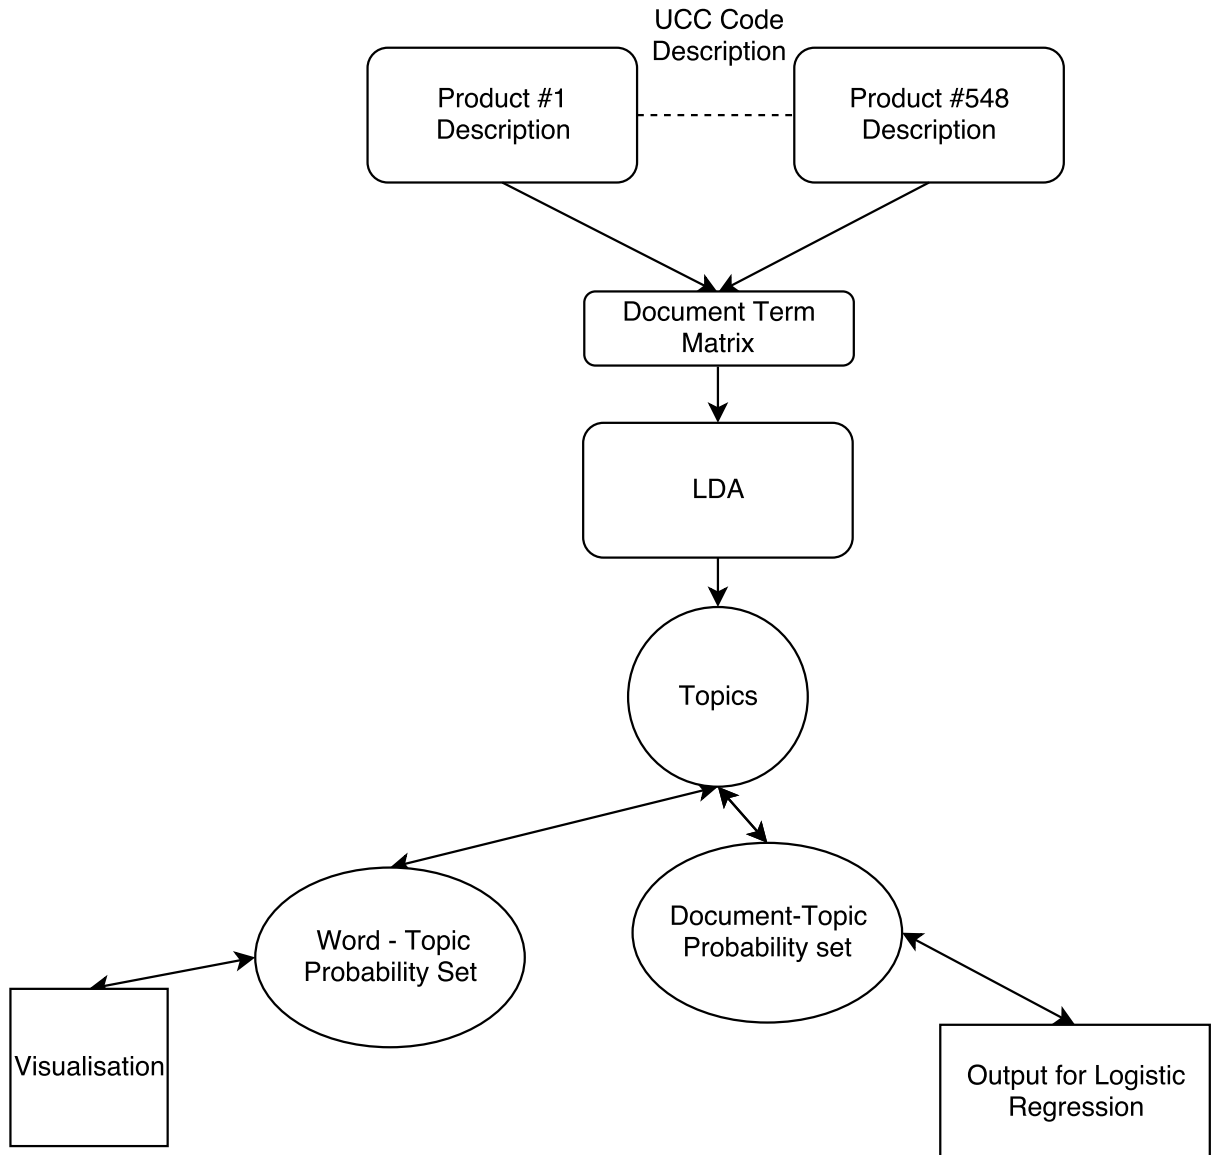 UCC Code
Description
Product #1
Description
Product #548
Description
Document Term
Matrix
LDA
Topics
Word - Topic
Probability Set
Document-Topic
Probability set
Visualisation
Output for Logistic
Regression